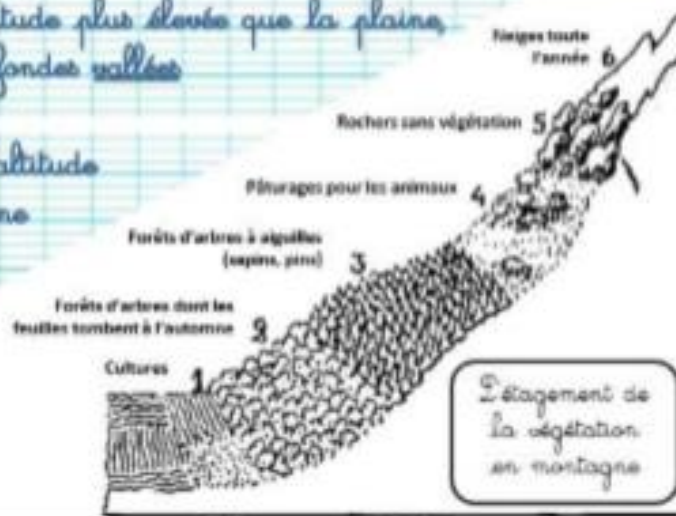 tude plus élevée que la plaine,
fondes vallées
altitude
ne
Neiges toute
l'année 6
Rochers sans végétation 5
Pâturages pour les animaux 4
Forêts d'arbres à aiguilles
(sapins, pins) 3
Forêts d'arbres dont les
feuilles tombent à l'automne 2
Cultures 1
L'étagement de
la végétation
en montagne